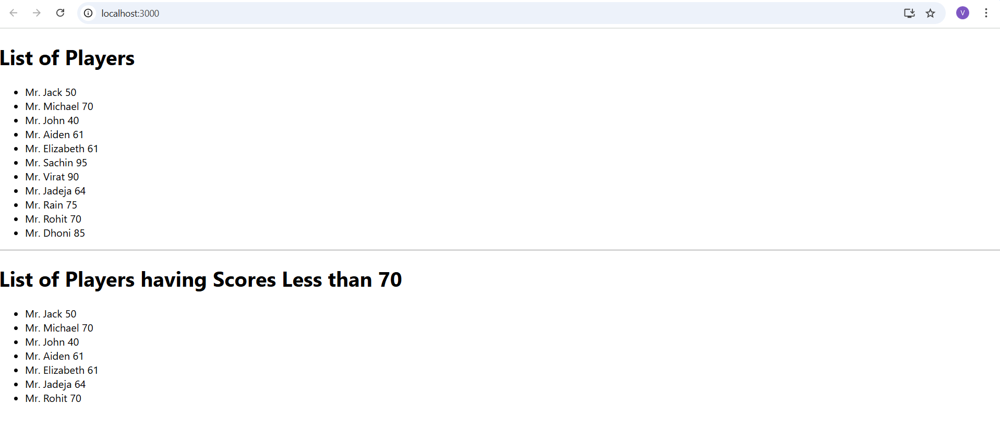 localhost:3000
V
List of Players
Mr. Jack 50
Mr. Michael 70
Mr. John 40
Mr. Aiden 61
Mr. Elizabeth 61
Mr. Sachin 95
Mr. Virat 90
Mr. Jadeja 64
Mr. Rain 75
Mr. Rohit 70
Mr. Dhoni 85
List of Players having Scores Less than 70
Mr. Jack 50
Mr. Michael 70
Mr. John 40
Mr. Aiden 61
Mr. Elizabeth 61
Mr. Jadeja 64
Mr. Rohit 70